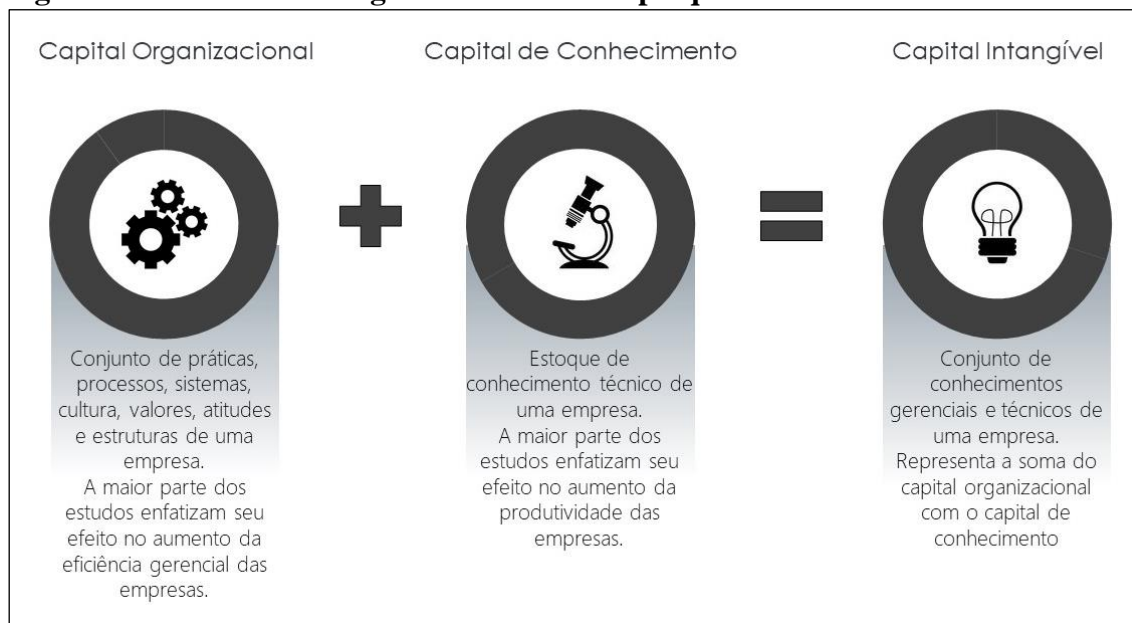 Capital Organizacional
Capital de Conhecimento
Capital Intangível
Conjunto de práticas,
processos, sistemas,
cultura, valores, atitudes
e estruturas de uma
empresa.
A maior parte dos
estudos enfatizam seu
efeito no aumento da
eficiência gerencial das
empresas.
Estoque de
conhecimento técnico de
uma empresa.
A maior parte dos
estudos enfatizam seu
efeito no aumento da
produtividade das
empresas.
Conjunto de
conhecimentos
gerenciais e técnicos de
uma empresa.
Representa a soma do
capital organizacional
com o capital de
conhecimento